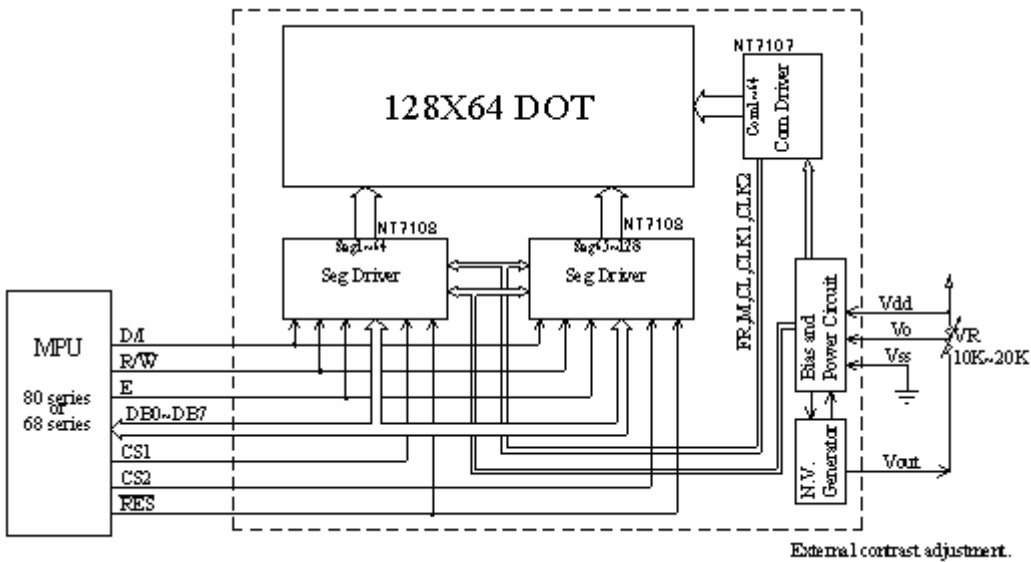 NT7107
128X64 DOT
Com1~64
Com Driver
FR,M,CL,CLK1,CLK2
NT7108
NT7108
Seg1~64
Seg Driver
Seg65~128
Seg Driver
MPU
80 series
or
68 series
D/I
R/W
E
DB0~DB7
CS1
CS2
RES
Bias and
Power Circuit
Vdd
Vo
Vss
VR
10K~20K
N.V.
Generator
Vout
External contrast adjustment.